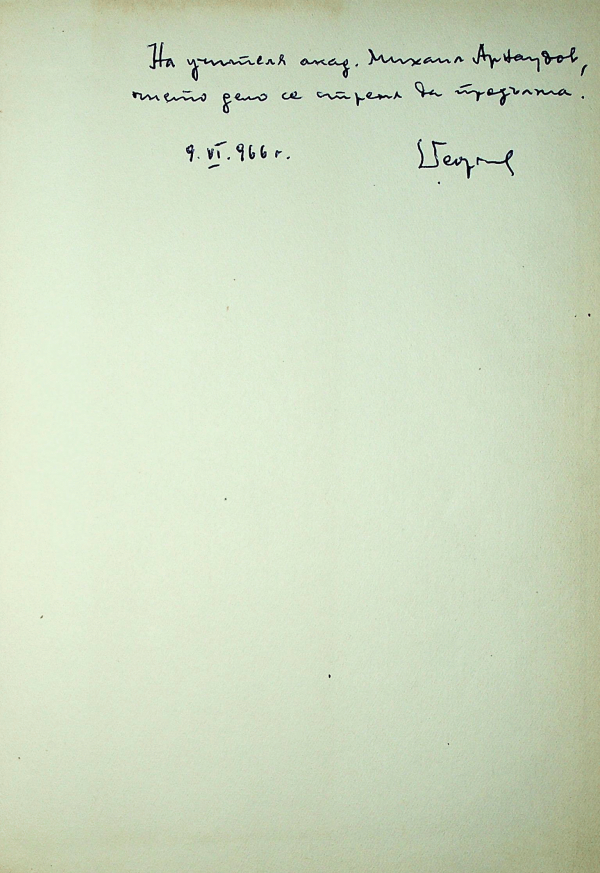 На учителя акад. Михаил Арнаудов,
чието дело се стремя да продължа.
9.VI.966 г.